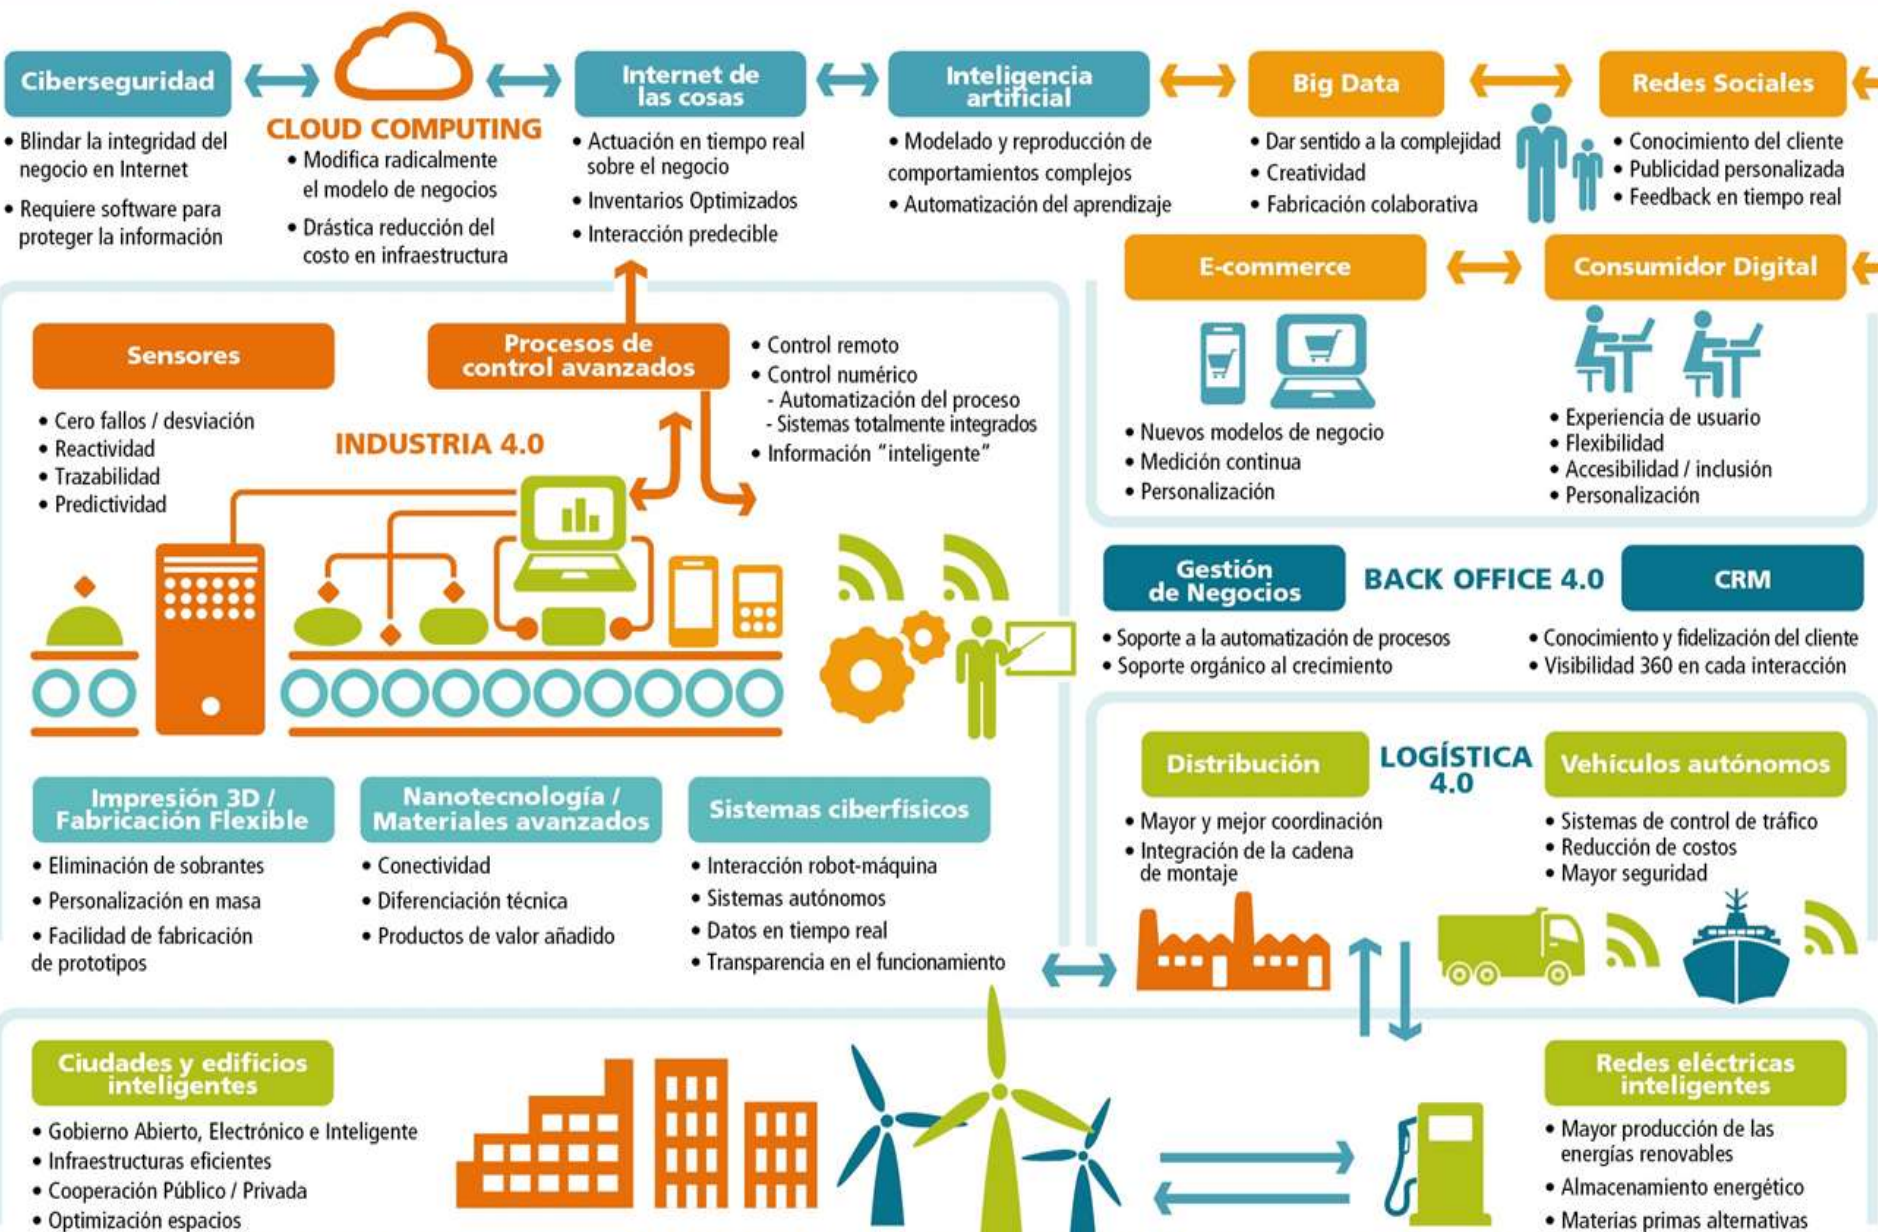 Ciberseguridad
• Blindar la integridad del
negocio en Internet
• Requiere software para
proteger la información
CLOUD COMPUTING
• Modifica radicalmente
el modelo de negocios
• Drástica reducción del
costo en infraestructura
Internet de
las cosas
• Actuación en tiempo real
sobre el negocio
• Inventarios Optimizados
• Interacción predecible
Inteligencia
artificial
• Modelado y reproducción de
comportamientos complejos
• Automatización del aprendizaje
Big Data
• Dar sentido a la complejidad
• Creatividad
• Fabricación colaborativa
Redes Sociales
• Conocimiento del cliente
• Publicidad personalizada
• Feedback en tiempo real
E-commerce
• Nuevos modelos de negocio
• Medición continua
• Personalización
Consumidor Digital
• Experiencia de usuario
• Flexibilidad
• Accesibilidad / inclusión
• Personalización
Sensores
• Cero fallos / desviación
• Reactividad
• Trazabilidad
• Predictividad
INDUSTRIA 4.0
Procesos de
control avanzados
• Control remoto
• Control numérico
- Automatización del proceso
- Sistemas totalmente integrados
• Información “inteligente”
Gestión
de Negocios
• Soporte a la automatización de procesos
• Soporte orgánico al crecimiento
BACK OFFICE 4.0
CRM
• Conocimiento y fidelización del cliente
• Visibilidad 360 en cada interacción
Impresión 3D /
Fabricación Flexible
• Eliminación de sobrantes
• Personalización en masa
• Facilidad de fabricación
de prototipos
Nanotecnología /
Materiales avanzados
• Conectividad
• Diferenciación técnica
• Productos de valor añadido
Sistemas ciberfísicos
• Interacción robot-máquina
• Sistemas autónomos
• Datos en tiempo real
• Transparencia en el funcionamiento
Distribución
• Mayor y mejor coordinación
• Integración de la cadena
de montaje
LOGÍSTICA
4.0
Vehículos autónomos
• Sistemas de control de tráfico
• Reducción de costos
• Mayor seguridad
Ciudades y edificios
inteligentes
• Gobierno Abierto, Electrónico e Inteligente
• Infraestructuras eficientes
• Cooperación Público / Privada
• Optimización espacios
Redes eléctricas
inteligentes
• Mayor producción de las
energías renovables
• Almacenamiento energético
• Materias primas alternativas